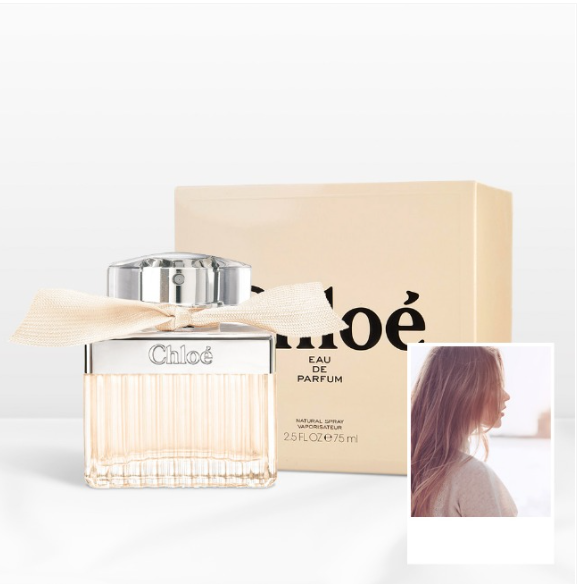 Chloé
Chloé
EAU
DE
PARFUM
NATURAL SPRAY
VAPORISATEUR
2.5 FL.OZ e 75 ml